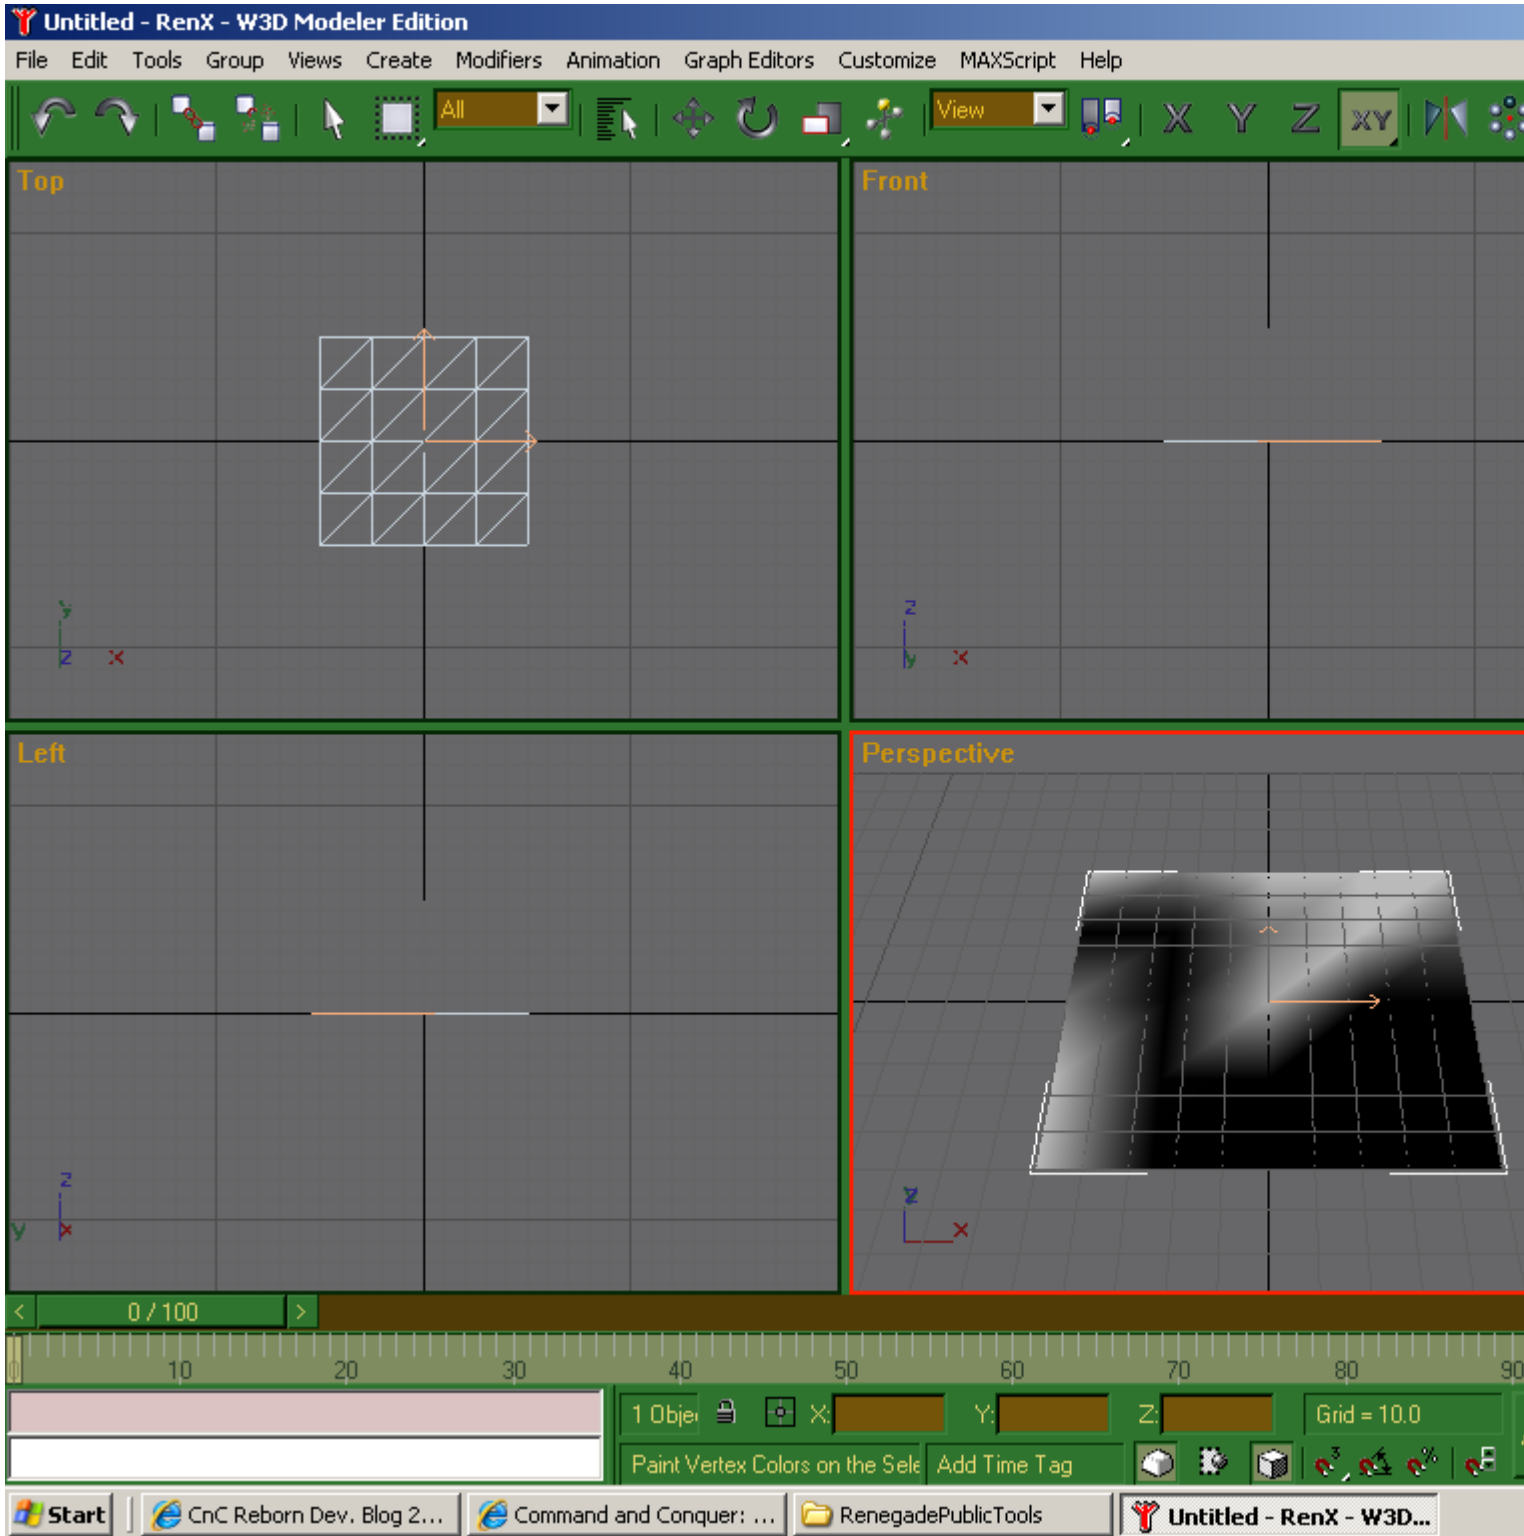 Untitled - RenX - W3D Modeler Edition
File Edit Tools Group Views Create Modifiers Animation Graph Editors Customize MAXScript Help
All View X Y Z XY
Top Front
y
z x
z
y x
Left Perspective
z
y x
z x
< 0 / 100 >
0 10 20 30 40 50 60 70 80 90
1 Objec X: Y: Z: Grid = 10.0
Paint Vertex Colors on the Sele Add Time Tag 3 %
Start CnC Reborn Dev. Blog 2... Command and Conquer: ... RenegadePublicTools Untitled - RenX - W3D...